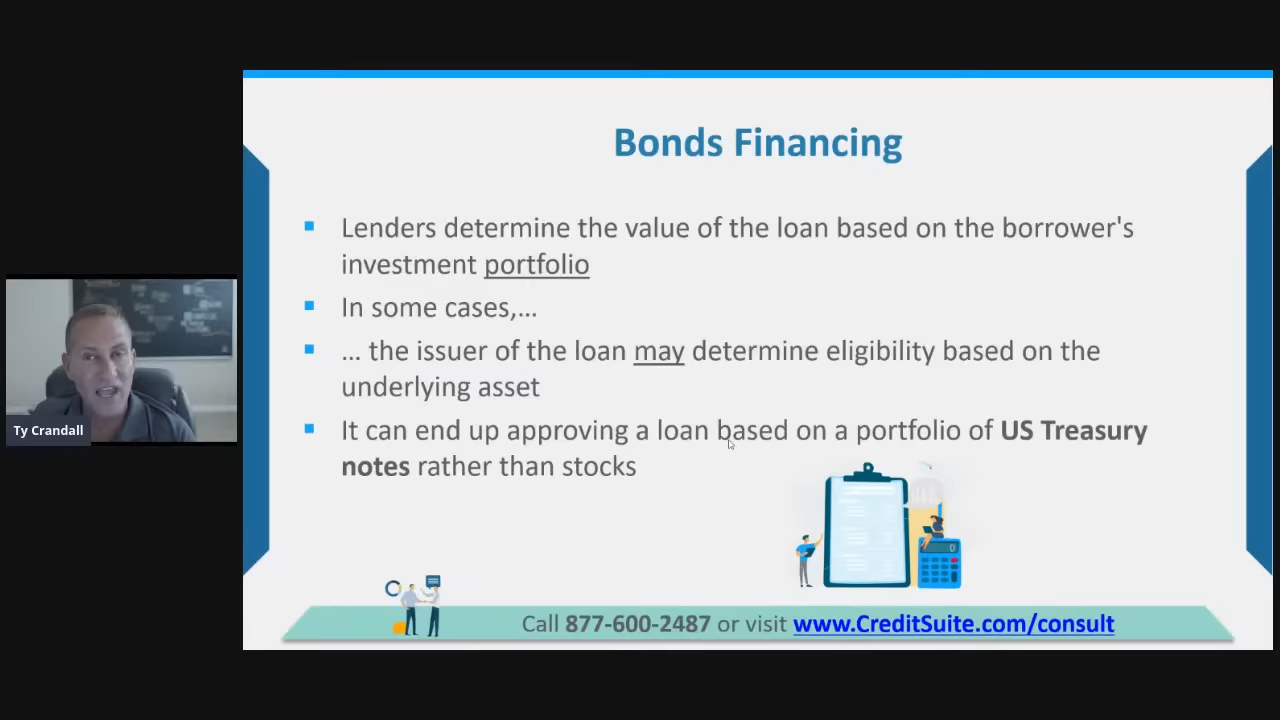 Bonds Financing
Lenders determine the value of the loan based on the borrower's
investment portfolio
In some cases,...
... the issuer of the loan may determine eligibility based on the
underlying asset
It can end up approving a loan based on a portfolio of US Treasury
notes rather than stocks
Ty Crandall
Call 877-600-2487 or visit www.CreditSuite.com/consult